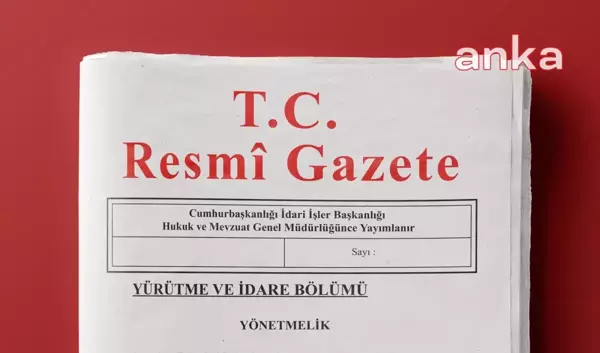 anka
T.C.
Resmî Gazete
Cumhurbaşkanlığı İdari İşler Başkanlığı
Hukuk ve Mevzuat Genel Müdürlüğünce Yayımlanır
Sayı :
YÜRÜTME VE İDARE BÖLÜMÜ
YÖNETMELİK